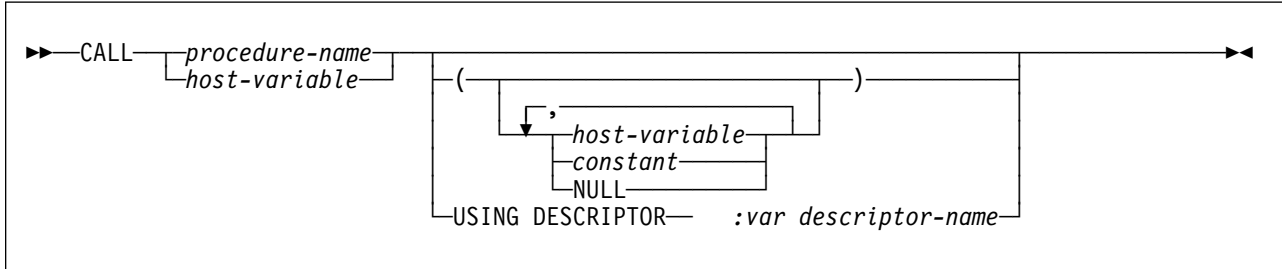 CALL procedure-name
host-variable
( )
,
host-variable
constant
NULL
USING DESCRIPTOR :var descriptor-name